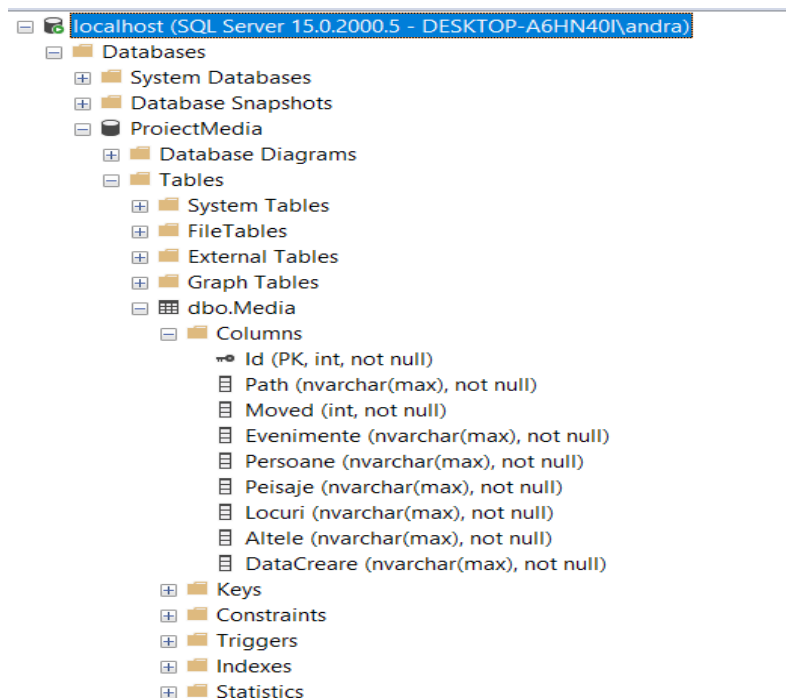 localhost (SQL Server 15.0.2000.5 - DESKTOP-A6HN40I\andra)
Databases
System Databases
Database Snapshots
ProiectMedia
Database Diagrams
Tables
System Tables
FileTables
External Tables
Graph Tables
dbo.Media
Columns
Id (PK, int, not null)
Path (nvarchar(max), not null)
Moved (int, not null)
Evenimente (nvarchar(max), not null)
Persoane (nvarchar(max), not null)
Peisaje (nvarchar(max), not null)
Locuri (nvarchar(max), not null)
Altele (nvarchar(max), not null)
DataCreare (nvarchar(max), not null)
Keys
Constraints
Triggers
Indexes
Statistics